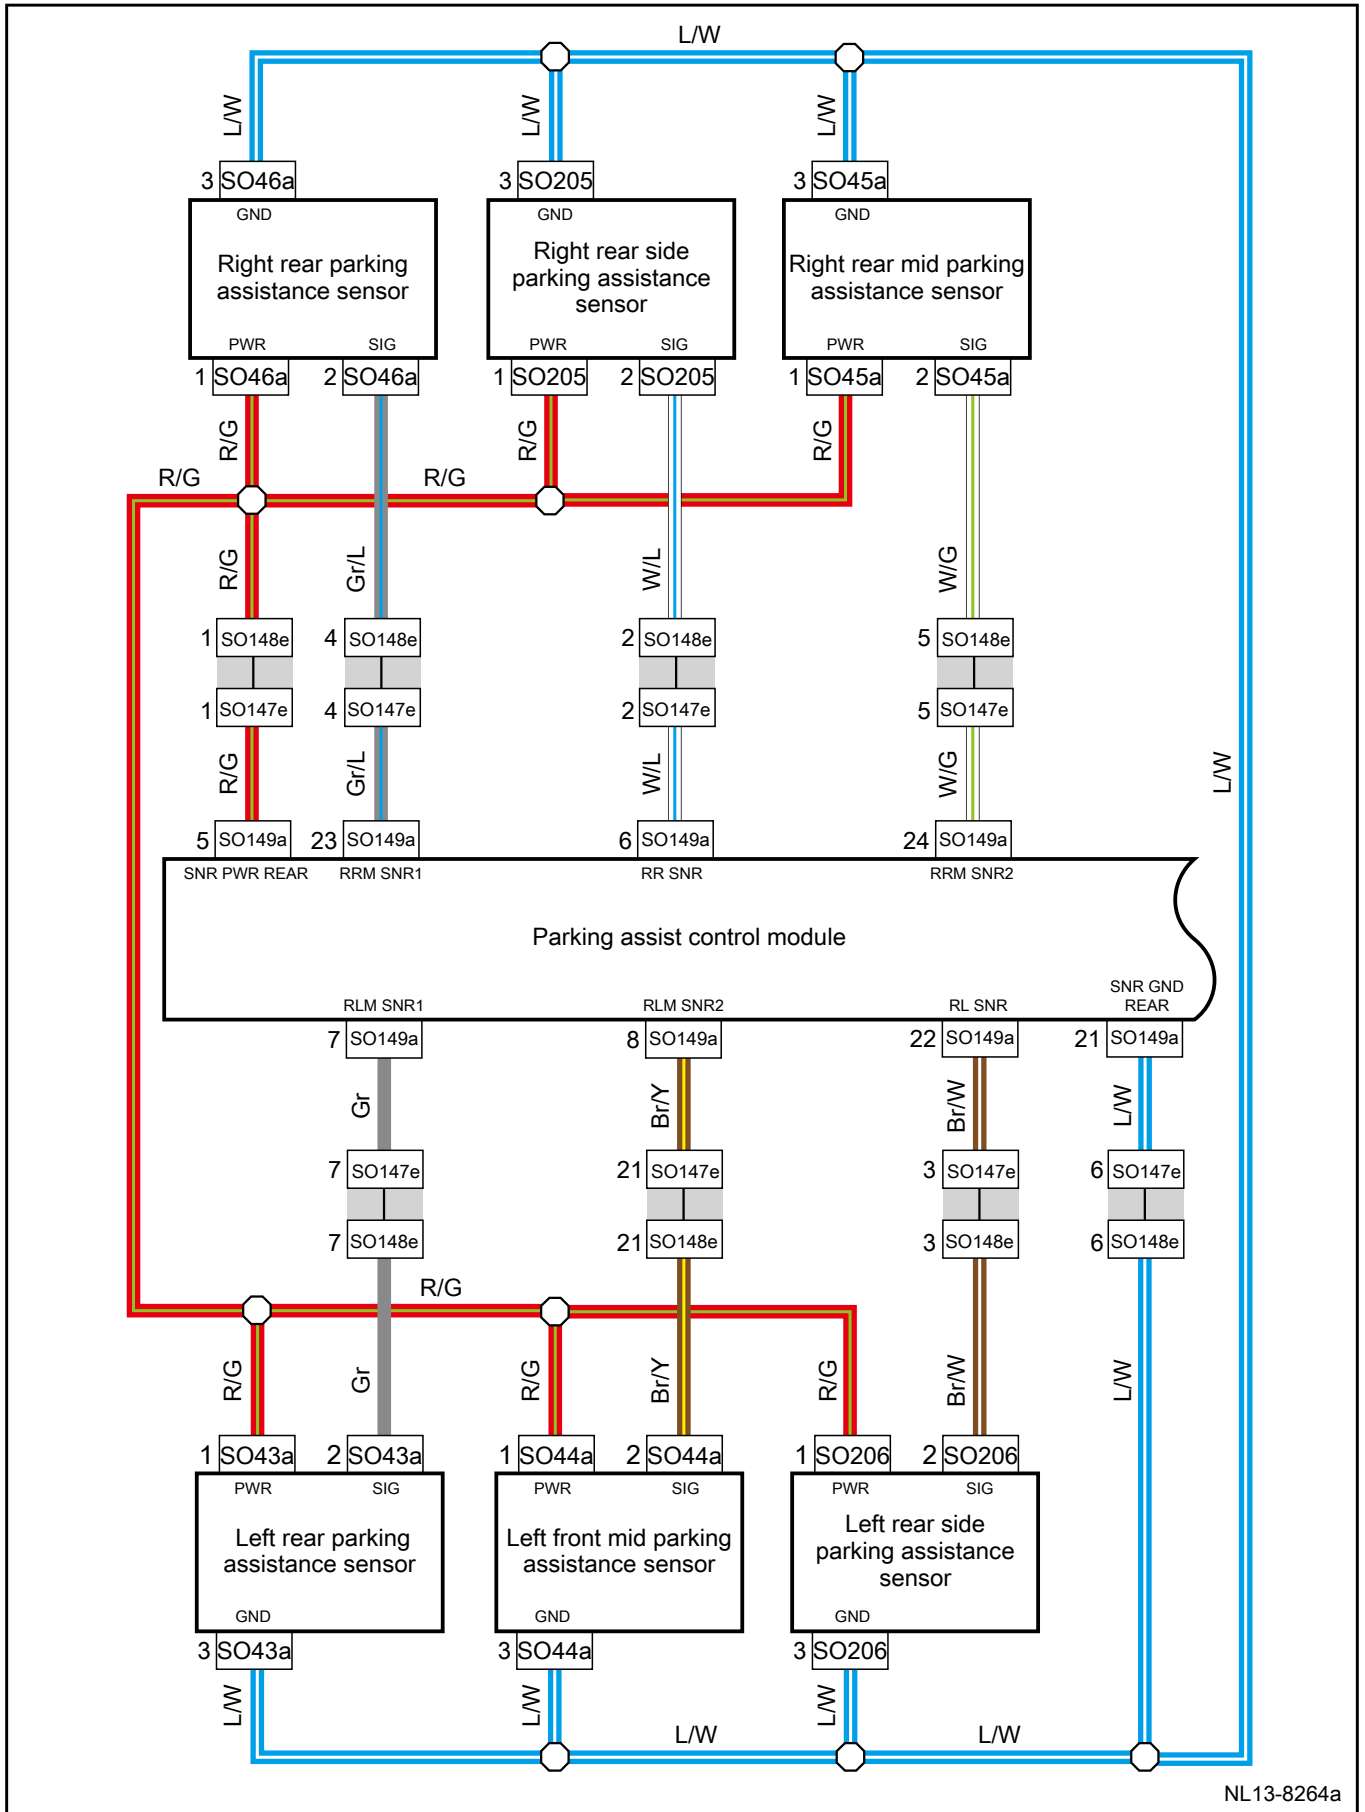 L/W
L/W
L/W
L/W
3 SO46a
3 SO205
3 SO45a
GND
GND
GND
Right rear parking
assistance sensor
Right rear side
parking assistance
sensor
Right rear mid parking
assistance sensor
PWR
SIG
PWR
SIG
PWR
SIG
1 SO46a
2 SO46a
1 SO205
2 SO205
1 SO45a
2 SO45a
R/G
R/G
R/G
R/G
R/G
R/G
Gr/L
W/L
W/G
1 SO148e
4 SO148e
2 SO148e
5 SO148e
1 SO147e
4 SO147e
2 SO147e
5 SO147e
R/G
Gr/L
W/L
W/G
L/W
5 SO149a
23 SO149a
6 SO149a
24 SO149a
SNR PWR REAR
RRM SNR1
RR SNR
RRM SNR2
Parking assist control module
RLM SNR1
RLM SNR2
RL SNR
SNR GND
REAR
7 SO149a
8 SO149a
22 SO149a
21 SO149a
Gr
Br/Y
Br/W
L/W
7 SO147e
21 SO147e
3 SO147e
6 SO147e
7 SO148e
21 SO148e
3 SO148e
6 SO148e
R/G
R/G
Gr
R/G
Br/Y
R/G
Br/W
L/W
1 SO43a
2 SO43a
1 SO44a
2 SO44a
1 SO206
2 SO206
PWR
SIG
PWR
SIG
PWR
SIG
Left rear parking
assistance sensor
Left front mid parking
assistance sensor
Left rear side
parking assistance
sensor
GND
GND
GND
3 SO43a
3 SO44a
3 SO206
L/W
L/W
L/W
L/W
L/W
NL13-8264a